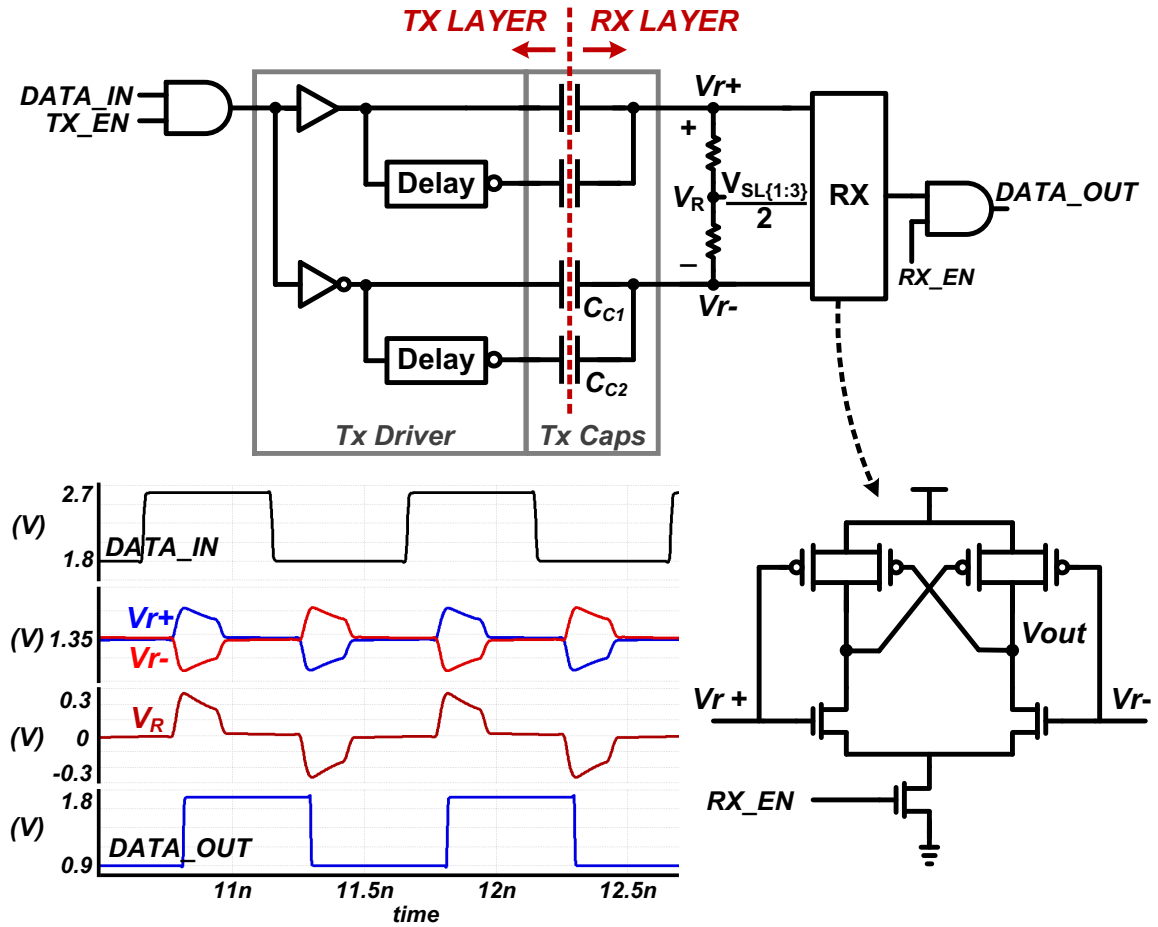 TX LAYER RX LAYER
DATA_IN
TX_EN
Delay
Delay
CC1
CC2
Tx Driver
Tx Caps
Vr+
+
VR
VSL{1:3}
2
–
Vr-
RX
DATA_OUT
RX_EN
2.7
(V)
DATA_IN
1.8
Vr+
(V) 1.35
Vr-
0.3
VR
(V) 0
-0.3
1.8
(V)
DATA_OUT
0.9
11n 11.5n 12n 12.5n
time
Vout
Vr +
Vr-
RX_EN